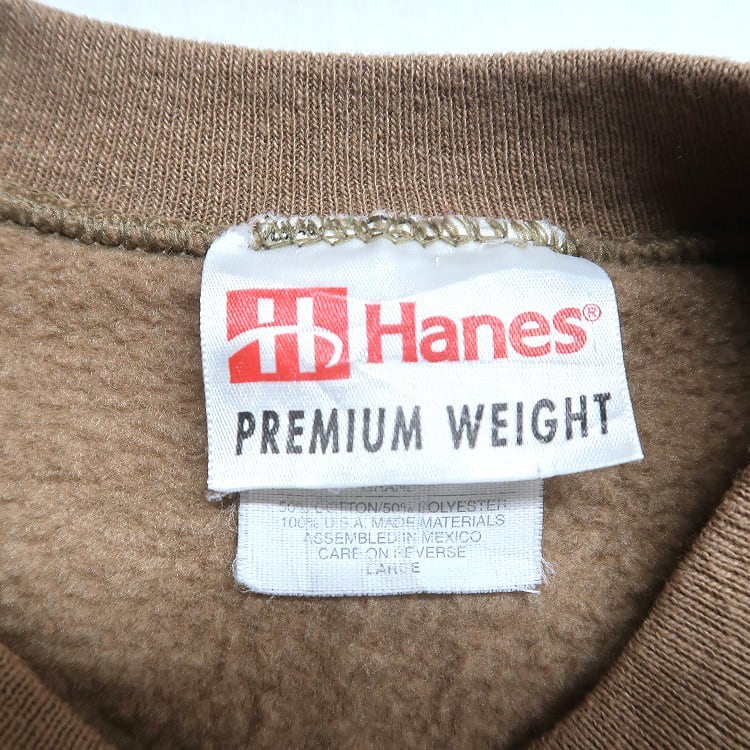 Hanes®
PREMIUM WEIGHT
50% COTTON/50% POLYESTER
100% U.S.A. MADE MATERIALS
ASSEMBLED IN MEXICO
CARE ON REVERSE
LARGE